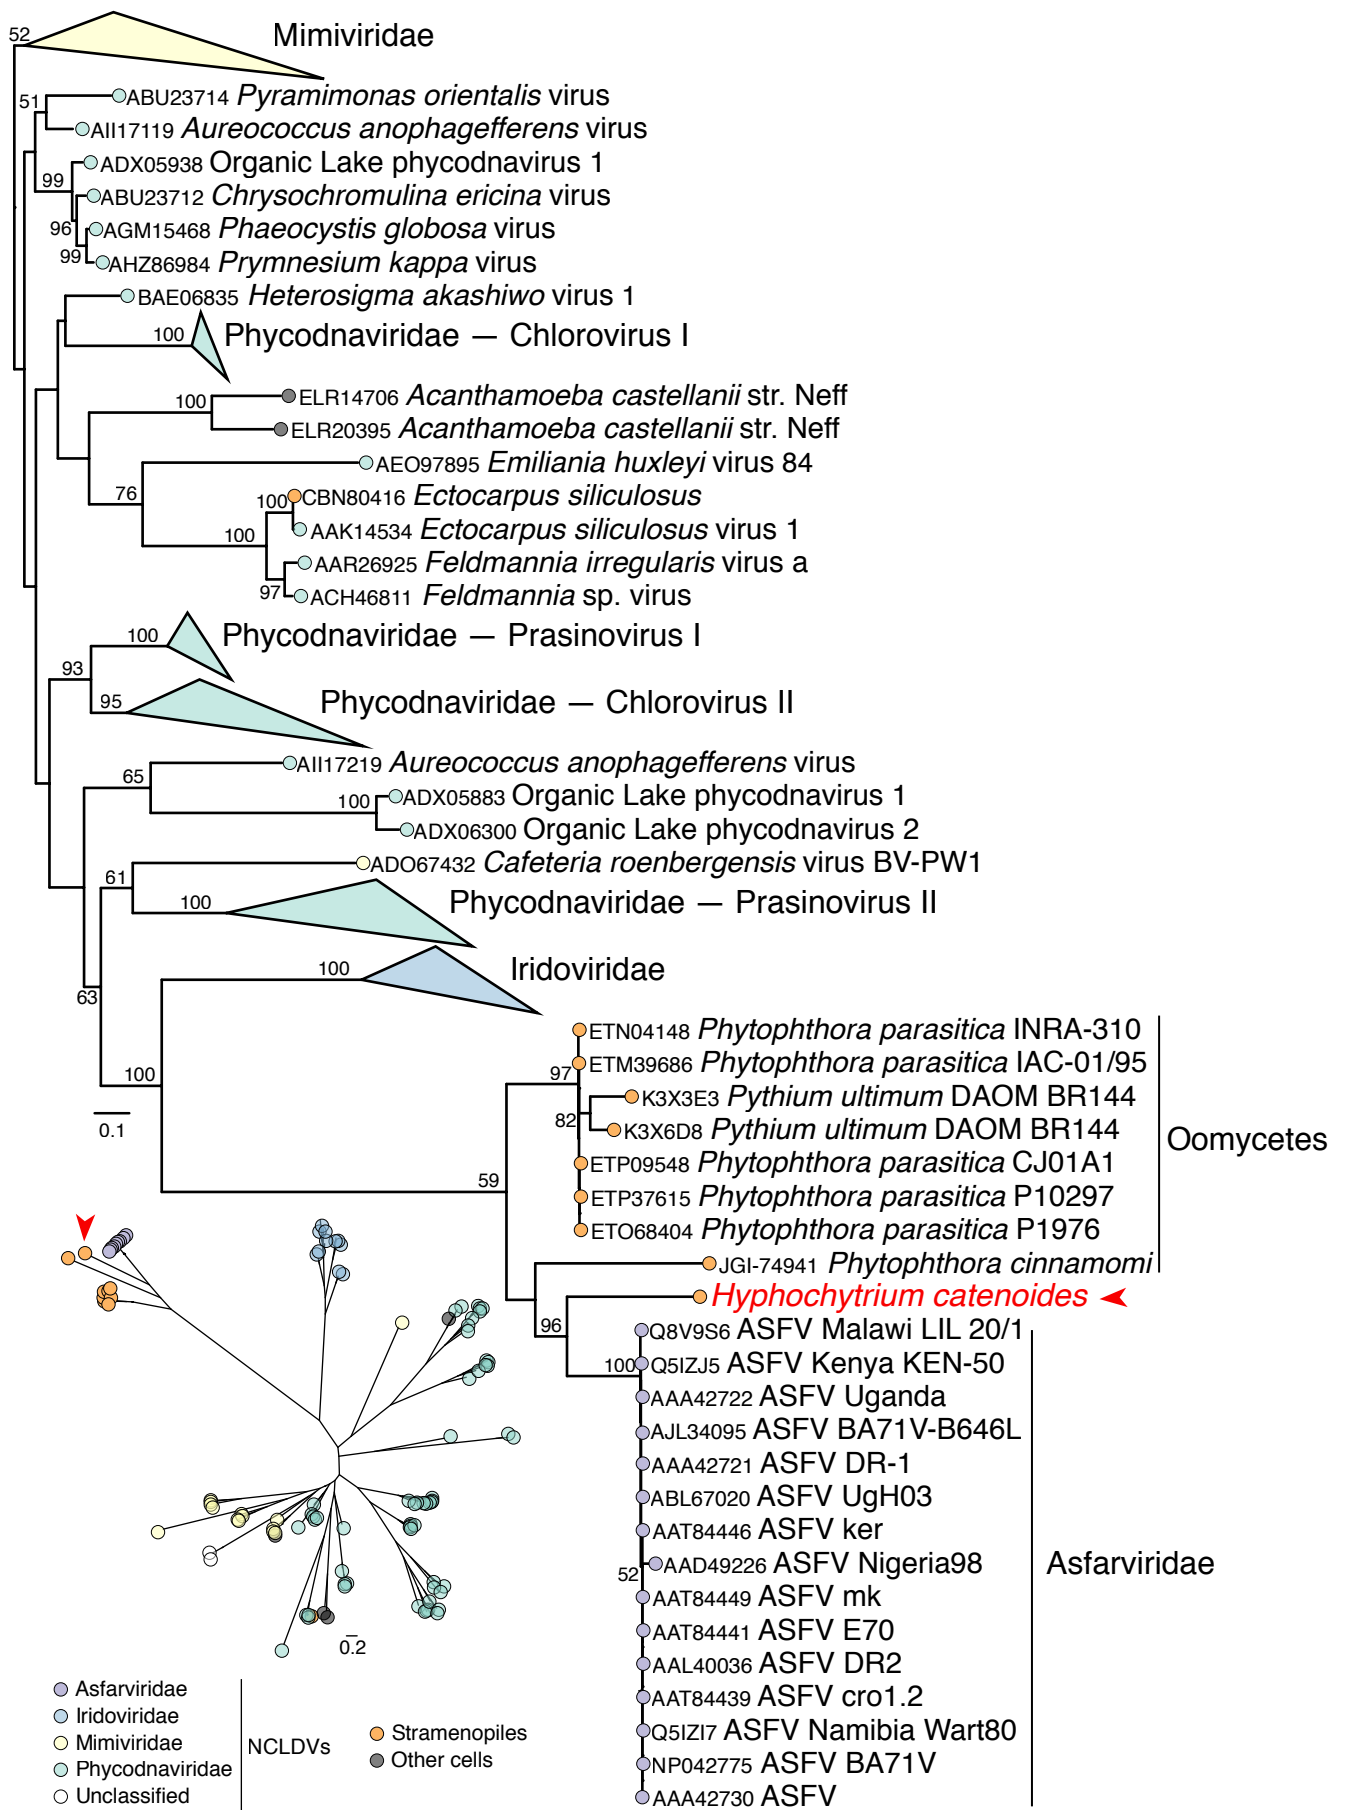 52
Mimiviridae
51
ABU23714 Pyramimonas orientalis virus
AII17119 Aureococcus anophagefferens virus
ADX05938 Organic Lake phycodnavirus 1
99
ABU23712 Chrysochromulina ericina virus
96
AGM15468 Phaeocystis globosa virus
99
AHZ86984 Prymnesium kappa virus
BAE06835 Heterosigma akashiwo virus 1
100
Phycodnaviridae — Chlorovirus I
100
ELR14706 Acanthamoeba castellanii str. Neff
ELR20395 Acanthamoeba castellanii str. Neff
AEO97895 Emiliania huxleyi virus 84
76
100
CBN80416 Ectocarpus siliculosus
100
AAK14534 Ectocarpus siliculosus virus 1
AAR26925 Feldmannia irregularis virus a
97
ACH46811 Feldmannia sp. virus
100
Phycodnaviridae — Prasinovirus I
93
95
Phycodnaviridae — Chlorovirus II
65
AII17219 Aureococcus anophagefferens virus
100
ADX05883 Organic Lake phycodnavirus 1
ADX06300 Organic Lake phycodnavirus 2
61
ADO67432 Cafeteria roenbergensis virus BV-PW1
100
Phycodnaviridae — Prasinovirus II
100
Iridoviridae
63
ETN04148 Phytophthora parasitica INRA-310
ETM39686 Phytophthora parasitica IAC-01/95
100
97
K3X3E3 Pythium ultimum DAOM BR144
82
K3X6D8 Pythium ultimum DAOM BR144
0.1
Oomycetes
ETP09548 Phytophthora parasitica CJ01A1
59
ETP37615 Phytophthora parasitica P10297
ETO68404 Phytophthora parasitica P1976
JGI-74941 Phytophthora cinnamomi
Hyphochytrium catenoides
96
Q8V9S6 ASFV Malawi LIL 20/1
100
Q5IZJ5 ASFV Kenya KEN-50
AAA42722 ASFV Uganda
AJL34095 ASFV BA71V-B646L
AAA42721 ASFV DR-1
ABL67020 ASFV UgH03
AAT84446 ASFV ker
52
AAD49226 ASFV Nigeria98
Asfarviridae
AAT84449 ASFV mk
AAT84441 ASFV E70
AAL40036 ASFV DR2
AAT84439 ASFV cro1.2
Q5IZI7 ASFV Namibia Wart80
NP042775 ASFV BA71V
AAA42730 ASFV
0.2
Asfarviridae
Iridoviridae
Mimiviridae
Phycodnaviridae
Unclassified
NCLDVs
Stramenopiles
Other cells